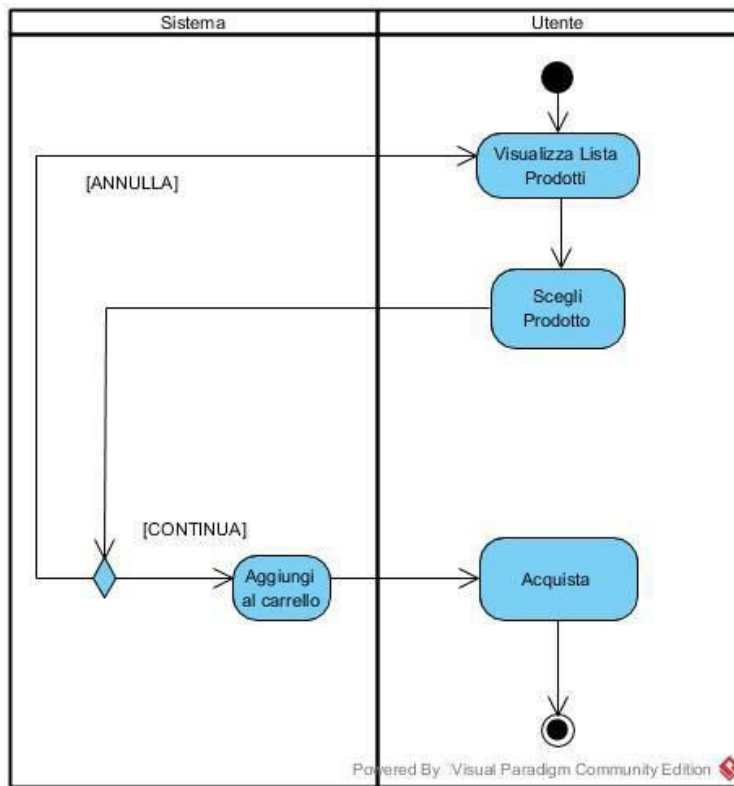 Sistema
Utente
Visualizza Lista
Prodotti
[ANNULLA]
Scegli
Prodotto
[CONTINUA]
Aggiungi
al carrello
Acquista
Powered By Visual Paradigm Community Edition